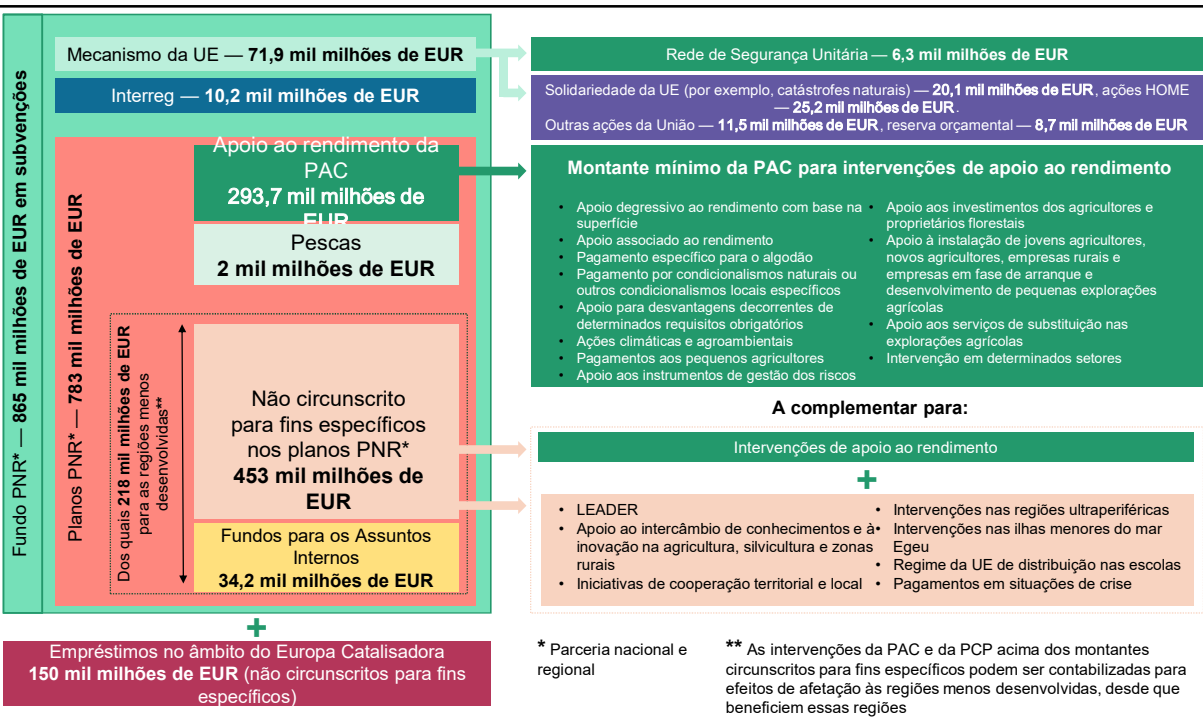 Fundo PNR* — 865 mil milhões de EUR em subvenções
Mecanismo da UE — 71,9 mil milhões de EUR
Interreg — 10,2 mil milhões de EUR
Planos PNR* — 783 mil milhões de EUR
Apoio ao rendimento da
PAC
293,7 mil milhões de
EUR
Pescas
2 mil milhões de EUR
Dos quais 218 mil milhões de EUR
para as regiões menos
desenvolvidas**
Não circunscrito
para fins específicos
nos planos PNR*
453 mil milhões de
EUR
Fundos para os Assuntos
Internos
34,2 mil milhões de EUR
+
Empréstimos no âmbito do Europa Catalisadora
150 mil milhões de EUR (não circunscritos para fins
específicos)
Rede de Segurança Unitária — 6,3 mil milhões de EUR
Solidariedade da UE (por exemplo, catástrofes naturais) — 20,1 mil milhões de EUR, ações HOME
— 25,2 mil milhões de EUR.
Outras ações da União — 11,5 mil milhões de EUR, reserva orçamental — 8,7 mil milhões de EUR
Montante mínimo da PAC para intervenções de apoio ao rendimento
• Apoio degressivo ao rendimento com base na
superfície
• Apoio associado ao rendimento
• Pagamento específico para o algodão
• Pagamento por condicionalismos naturais ou
outros condicionalismos locais específicos
• Apoio para desvantagens decorrentes de
determinados requisitos obrigatórios
• Ações climáticas e agroambientais
• Pagamentos aos pequenos agricultores
• Apoio aos instrumentos de gestão dos riscos
• Apoio aos investimentos dos agricultores e
proprietários florestais
• Apoio à instalação de jovens agricultores,
novos agricultores, empresas rurais e
empresas em fase de arranque e
desenvolvimento de pequenas explorações
agrícolas
• Apoio aos serviços de substituição nas
explorações agrícolas
• Intervenção em determinados setores
A complementar para:
Intervenções de apoio ao rendimento
+
• LEADER
• Apoio ao intercâmbio de conhecimentos e à
inovação na agricultura, silvicultura e zonas
rurais
• Iniciativas de cooperação territorial e local
• Intervenções nas regiões ultraperiféricas
• Intervenções nas ilhas menores do mar
Egeu
• Regime da UE de distribuição nas escolas
• Pagamentos em situações de crise
* Parceria nacional e
regional
** As intervenções da PAC e da PCP acima dos montantes
circunscritos para fins específicos podem ser contabilizadas para
efeitos de afetação às regiões menos desenvolvidas, desde que
beneficiem essas regiões